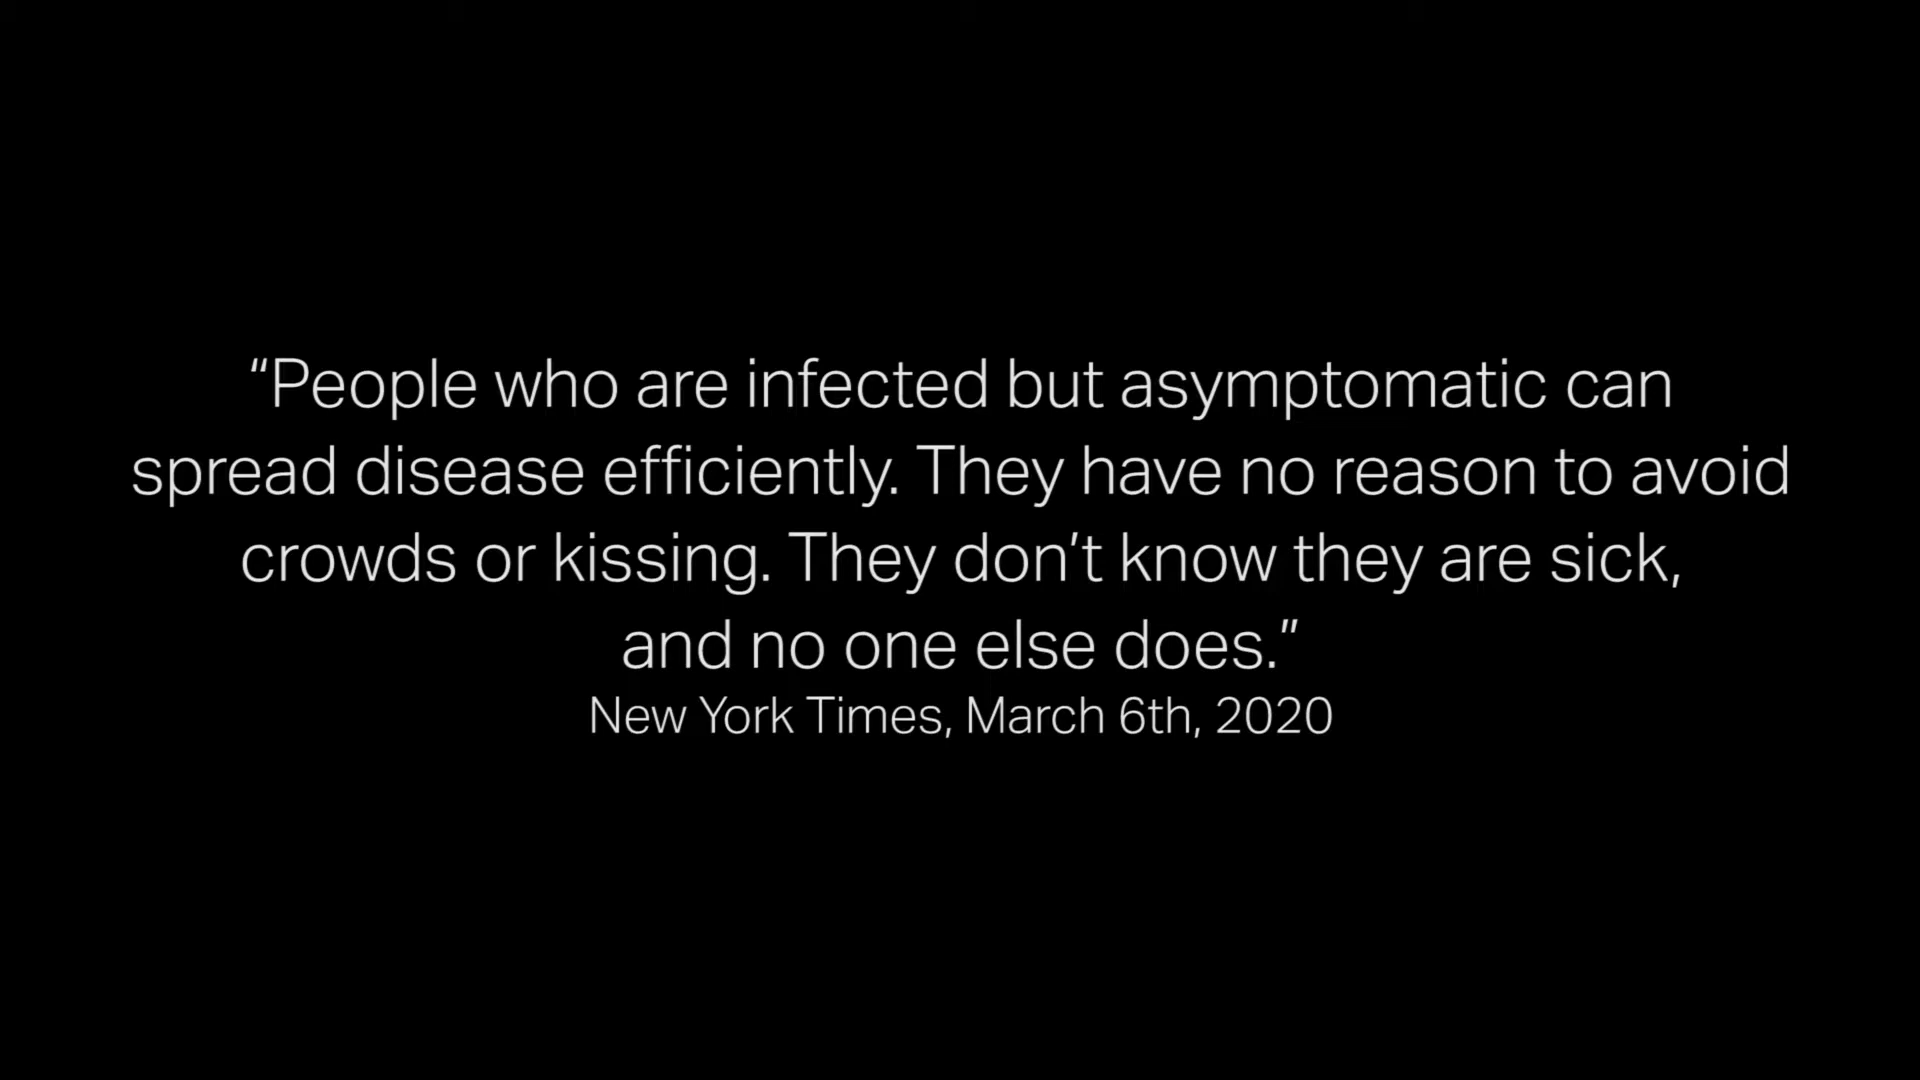 “People who are infected but asymptomatic can
spread disease efficiently. They have no reason to avoid
crowds or kissing. They don’t know they are sick,
and no one else does.”
New York Times, March 6th, 2020